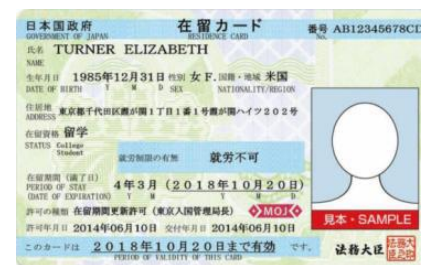 日本国政府 在留カード 番号 AB12345678CD
GOVERNMENT OF JAPAN RESIDENCE CARD No.
氏名 TURNER ELIZABETH
NAME
生年月日 1985年12月31日 性別 女 F. 国籍・地域 米国
DATE OF BIRTH Y M D SEX NATIONALITY/REGION
住居地 東京都千代田区霞が関1丁目1番1号霞が関ハイツ202号
ADDRESS
在留資格 留学
STATUS College
Student
就労制限の有無 就労不可
在留期間(満了日) 4年3月(2018年10月20日)
PERIOD OF STAY Y M Y M D
(DATE OF EXPIRATION)
許可の種類 在留期間更新許可(東京入国管理局長) MOJ
見本・SAMPLE
許可年月日 2014年06月10日 交付年月日 2014年06月10日
このカードは 2018年10月20日まで有効 です。 法務大臣
PERIOD OF VALIDITY OF THIS CARD